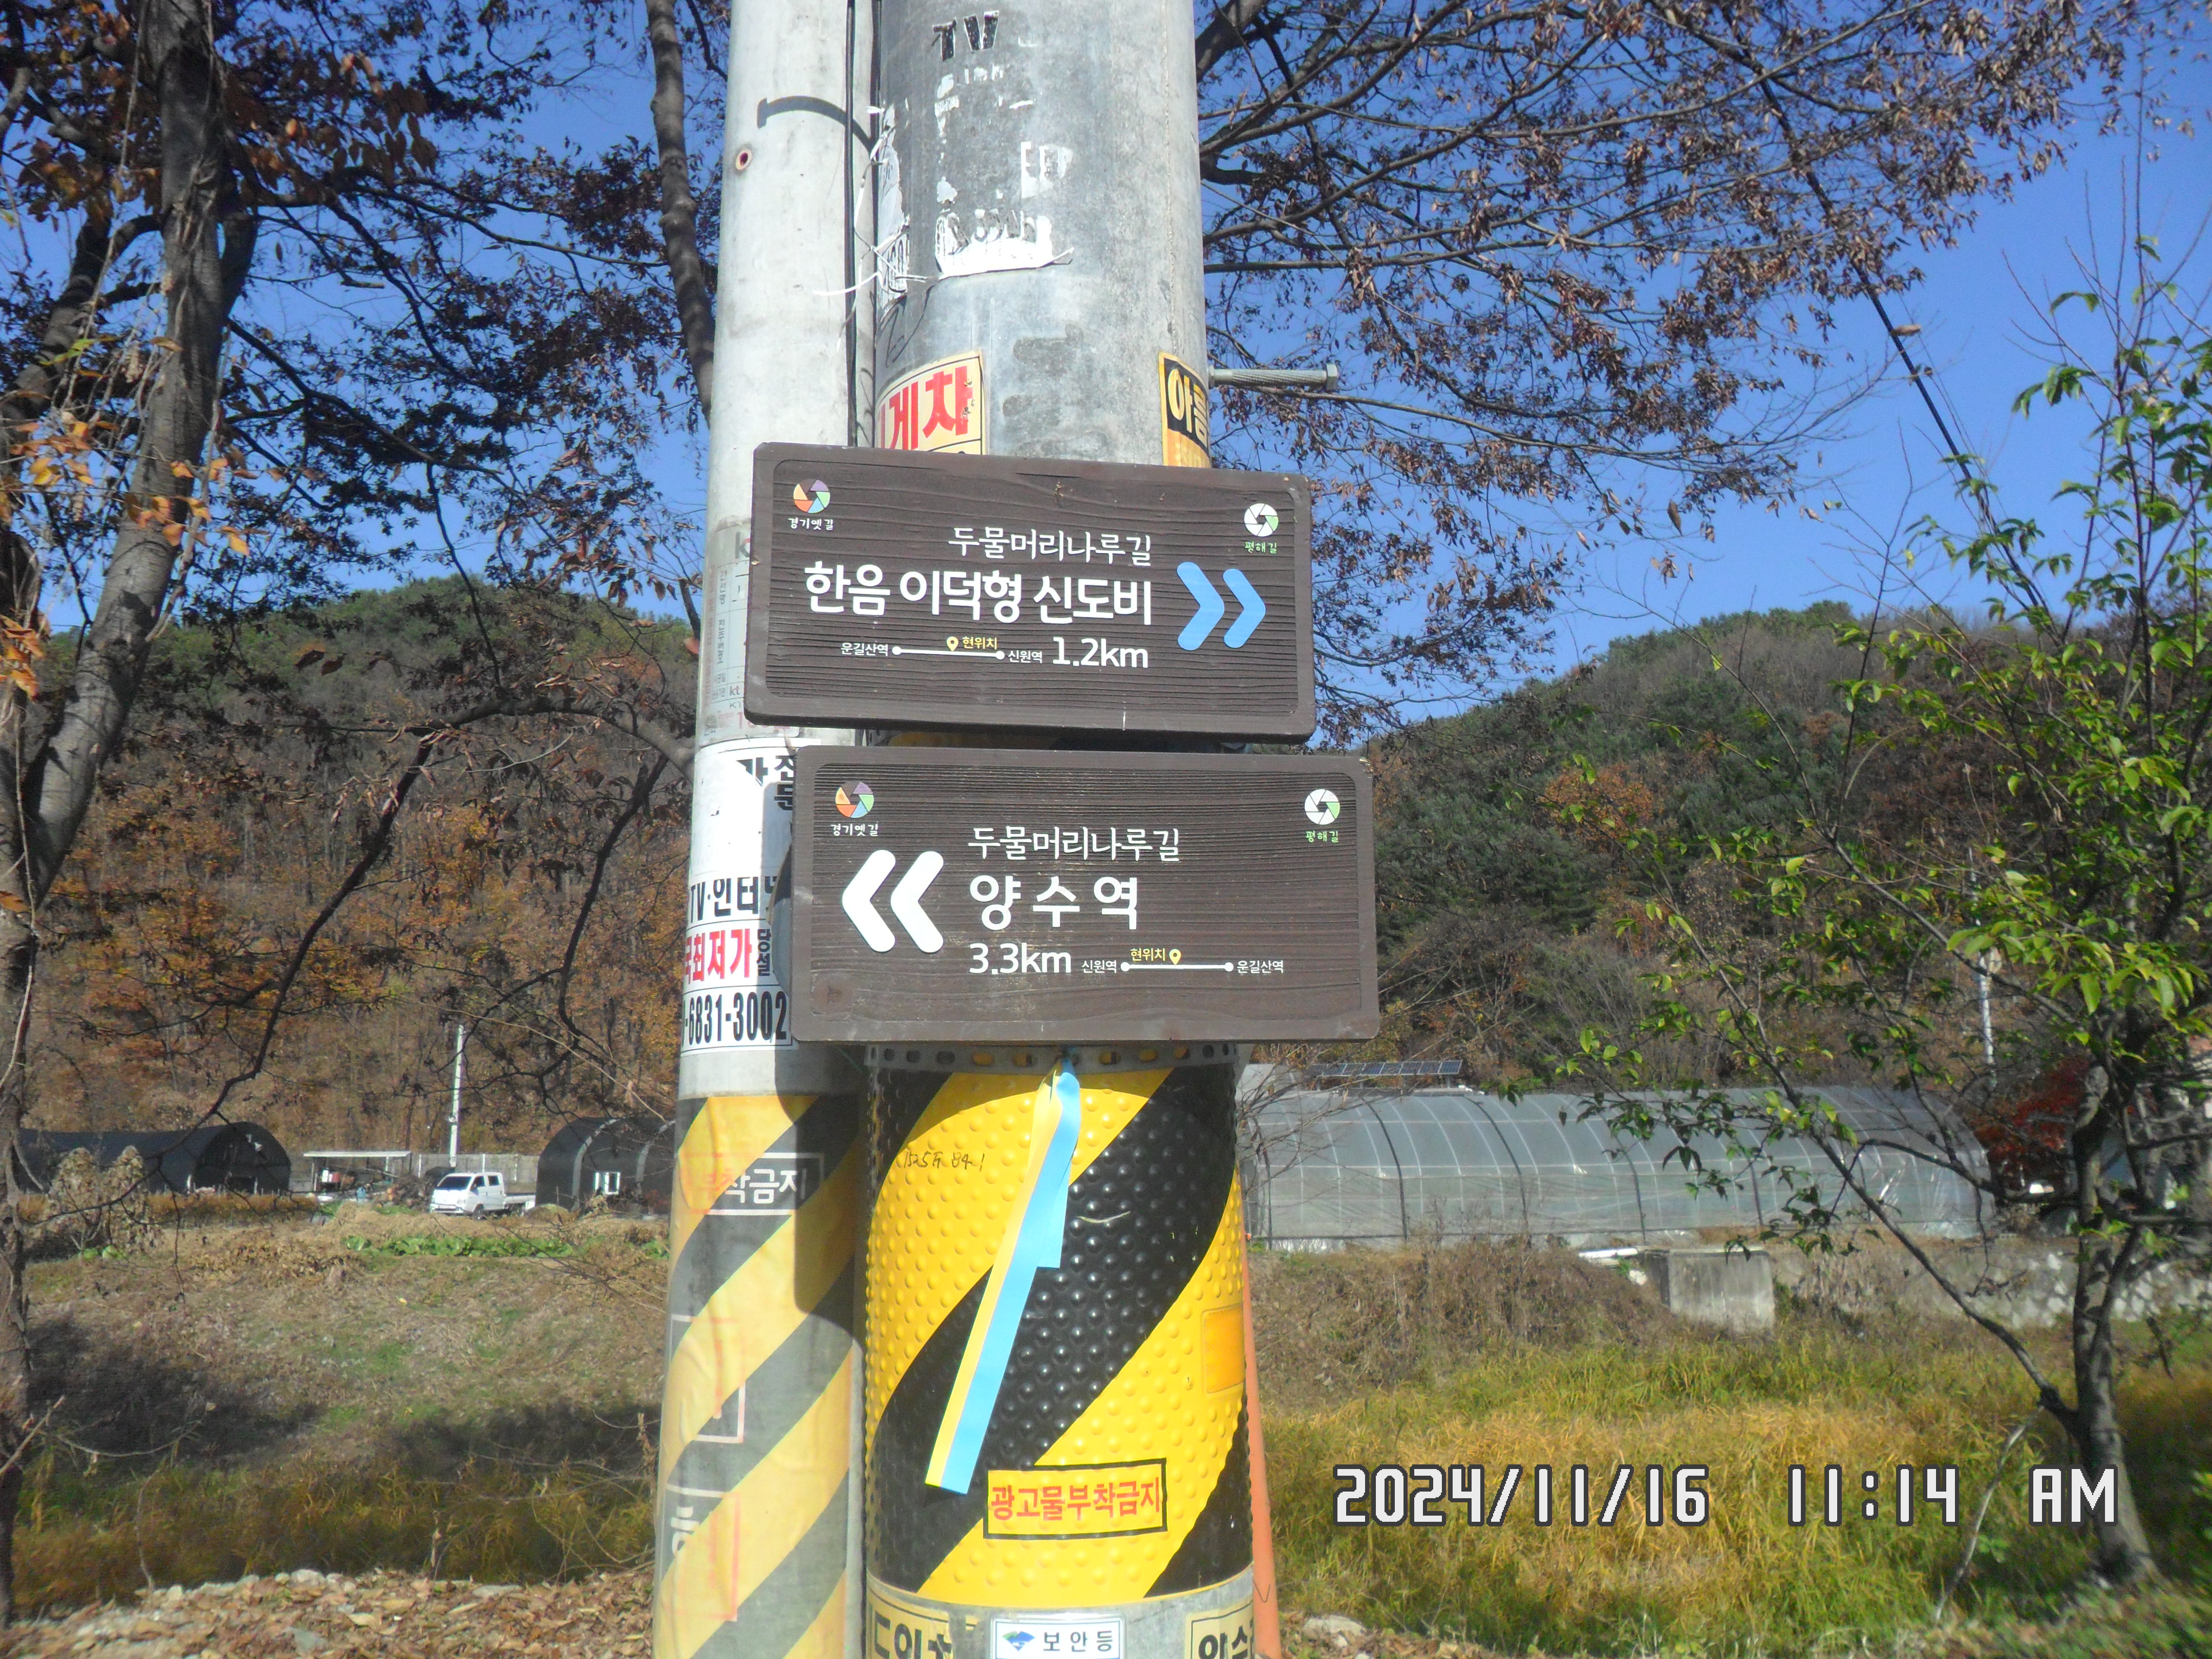 TV
게차
아름
경기옛길
평해길
두물머리나루길
한음 이덕형 신도비
운길산역 현위치 신원역 1.2km
kt
경기옛길
평해길
두물머리나루길
양수역
3.3km 신원역 현위치 운길산역
TV·인터
최저가 당일
6831-3002
착금지
광고물부착금지
보안등
2024/11/16 11:14 AM